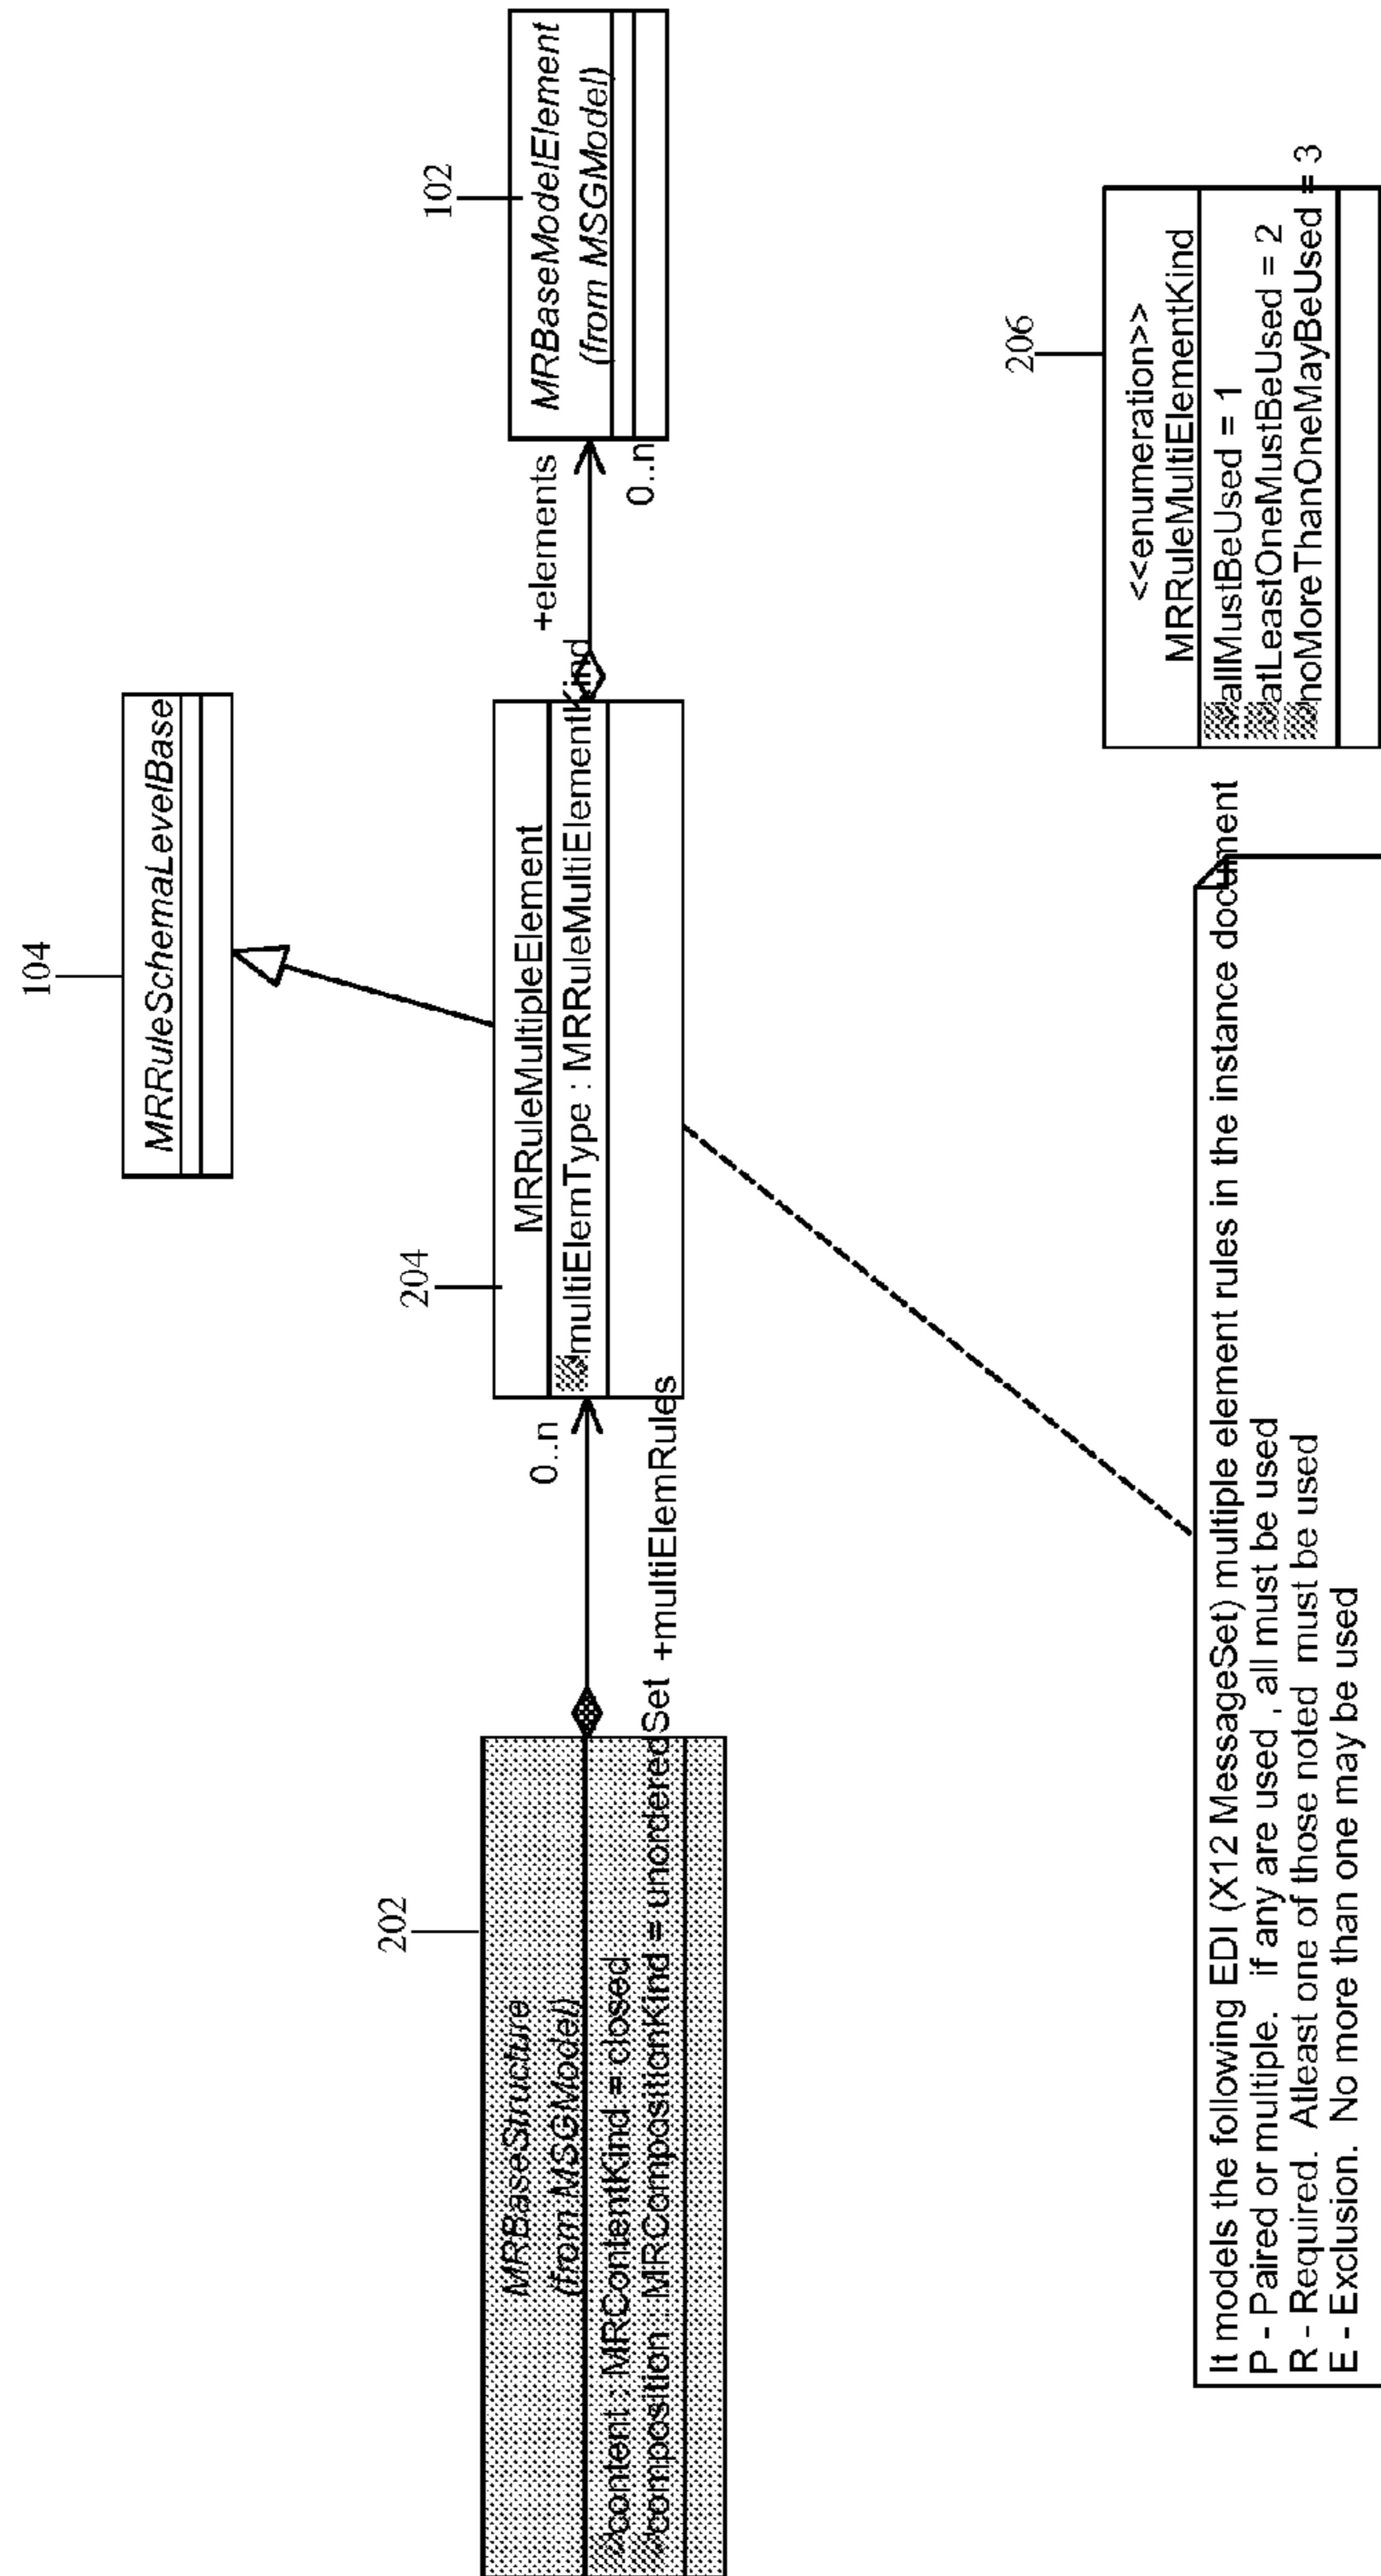 104
MRRuleSchemaLevelBase
202
MRBaseStructure
(from MSGModel)
content : MRContentKind = closed
composition : MRCompositionKind = unorderedSet
+multiElemRules
0..n
204
MRRuleMultipleElement
multiElemType : MRRuleMultiElementKind
+elements
0..n
102
MRBaseModelElement
(from MSGModel)
It models the following EDI (X12 MessageSet) multiple element rules in the instance document
P - Paired or multiple. if any are used , all must be used
R - Required. Atleast one of those noted must be used
E - Exclusion. No more than one may be used
206
<<enumeration>>
MRRuleMultiElementKind
allMustBeUsed = 1
atLeastOneMustBeUsed = 2
noMoreThanOneMayBeUsed = 3